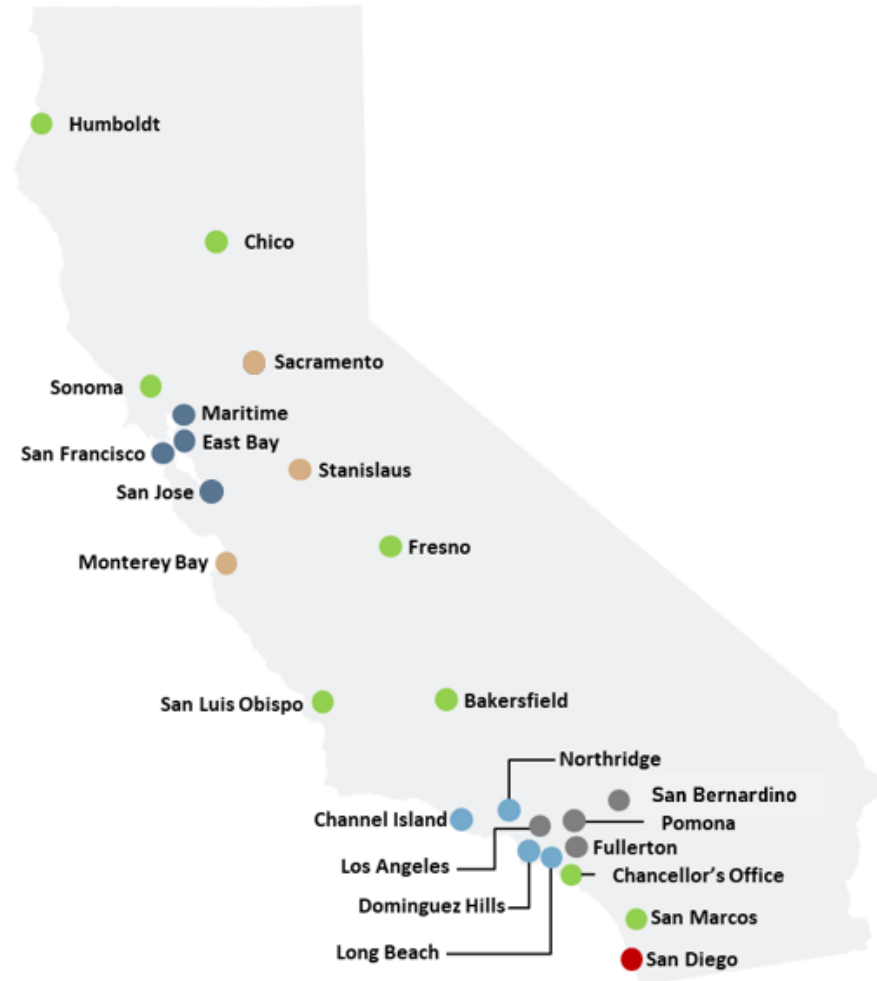 Humboldt
Chico
Sacramento
Sonoma
Maritime
East Bay
San Francisco
Stanislaus
San Jose
Fresno
Monterey Bay
San Luis Obispo
Bakersfield
Northridge
San Bernardino
Channel Island
Pomona
Fullerton
Los Angeles
Chancellor's Office
Dominguez Hills
San Marcos
Long Beach
San Diego